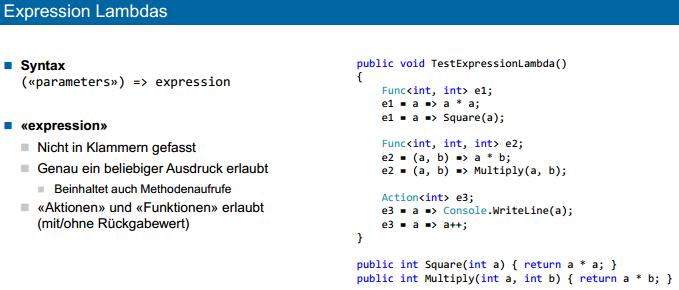 Expression Lambdas
Syntax
(«parameters») => expression
«expression»
Nicht in Klammern gefasst
Genau ein beliebiger Ausdruck erlaubt
Beinhaltet auch Methodenaufrufe
«Aktionen» und «Funktionen» erlaubt
(mit/ohne Rückgabewert)
public void TestExpressionLambda()
{
Func<int, int> e1;
e1 = a => a * a;
e1 = a => Square(a);
Func<int, int, int> e2;
e2 = (a, b) => a * b;
e2 = (a, b) => Multiply(a, b);
Action<int> e3;
e3 = a => Console.WriteLine(a);
e3 = a => a++;
}
public int Square(int a) { return a * a; }
public int Multiply(int a, int b) { return a * b; }